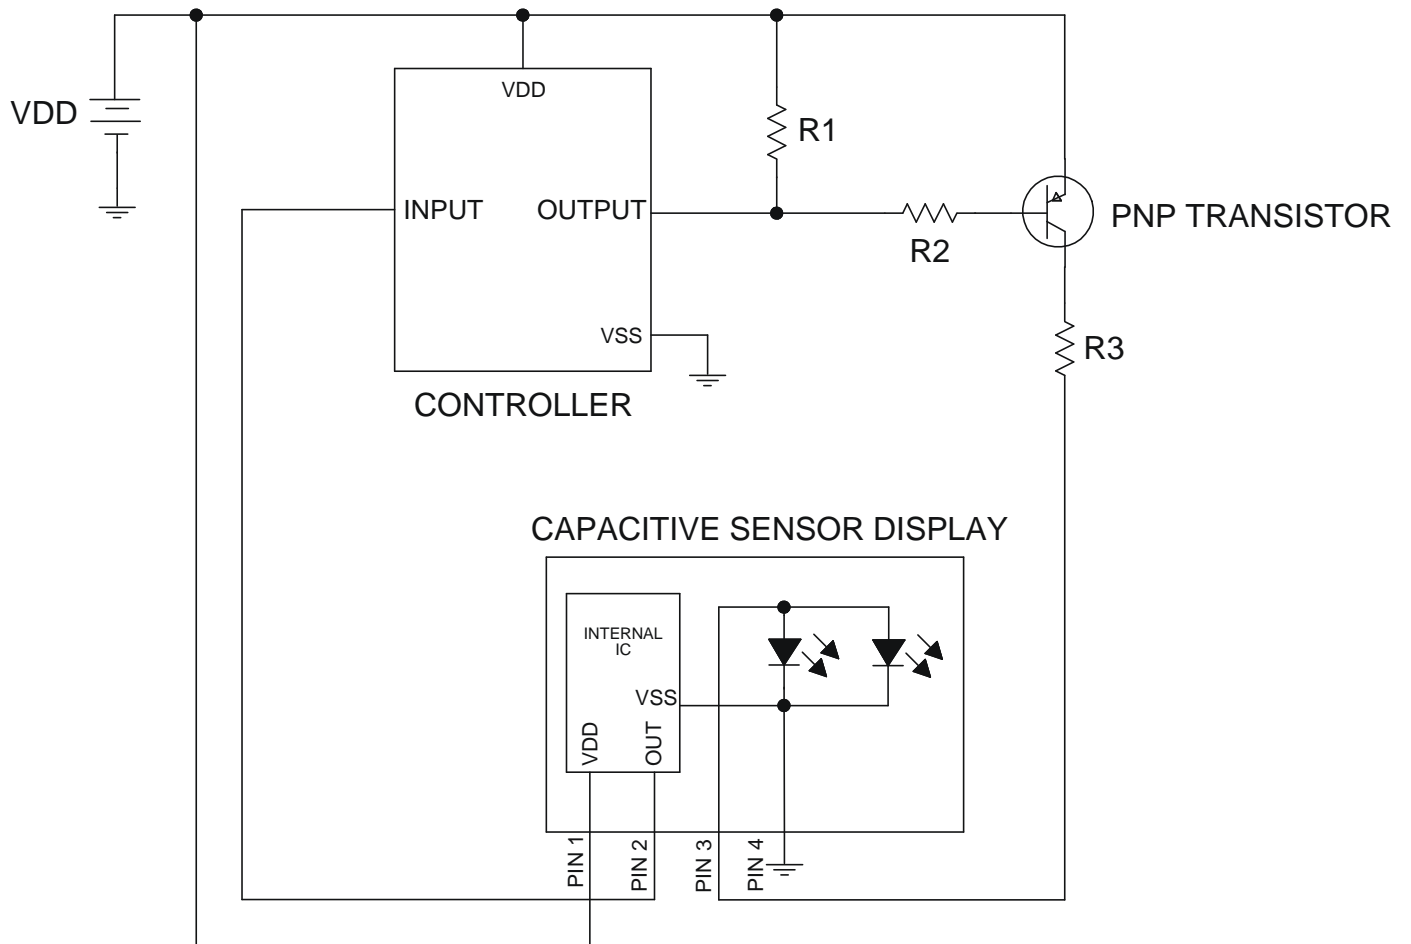 VDD
VDD
R1
INPUT
OUTPUT
R2
PNP TRANSISTOR
VSS
R3
CONTROLLER
CAPACITIVE SENSOR DISPLAY
INTERNAL
IC
VSS
VDD
OUT
PIN 1
PIN 2
PIN 3
PIN 4